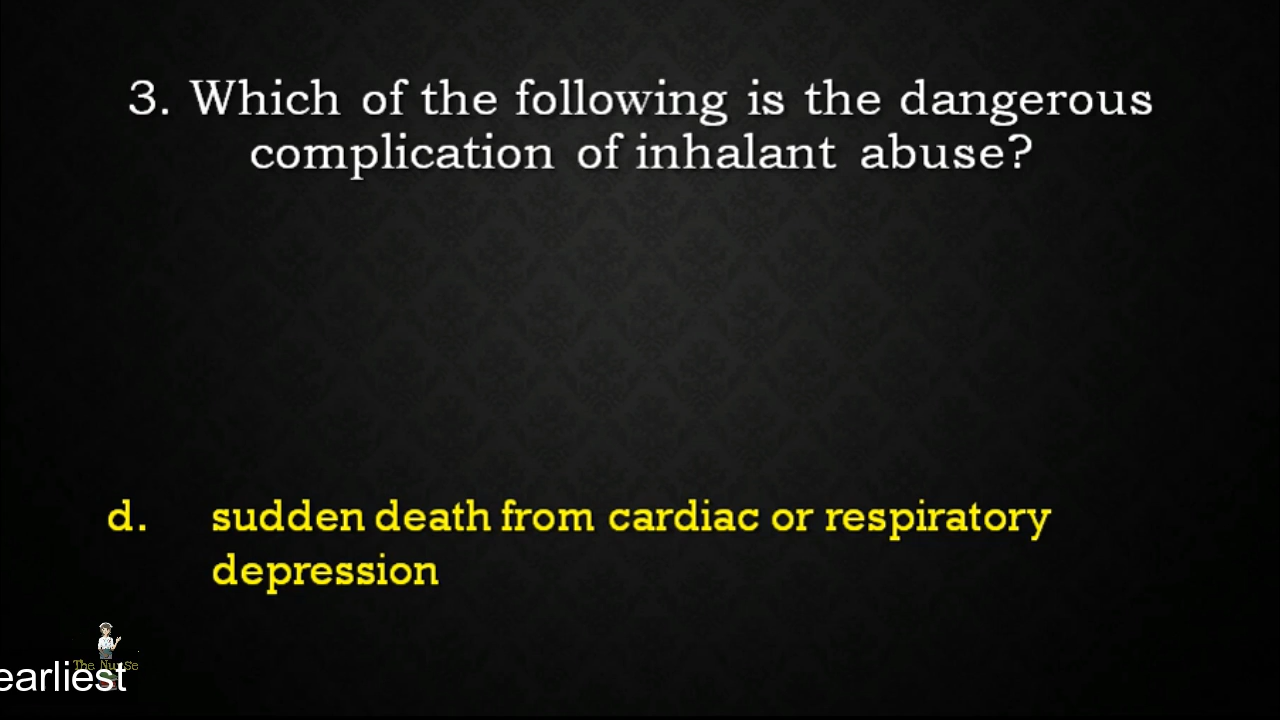 3. Which of the following is the dangerous
complication of inhalant abuse?
d. sudden death from cardiac or respiratory
depression
The Nurse
earliest